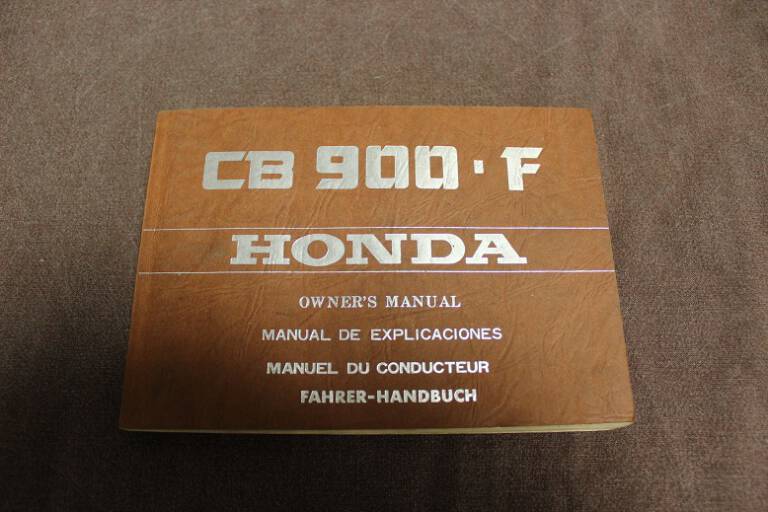 CB 900·F
HONDA
OWNER'S MANUAL
MANUAL DE EXPLICACIONES
MANUEL DU CONDUCTEUR
FAHRER-HANDBUCH